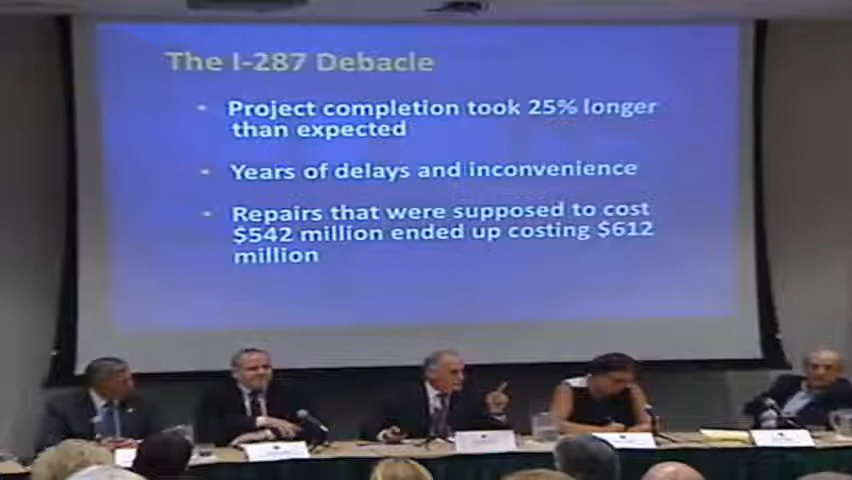 The I-287 Debacle
• Project completion took 25% longer
than expected
• Years of delays and inconvenience
• Repairs that were supposed to cost
$542 million ended up costing $612
million